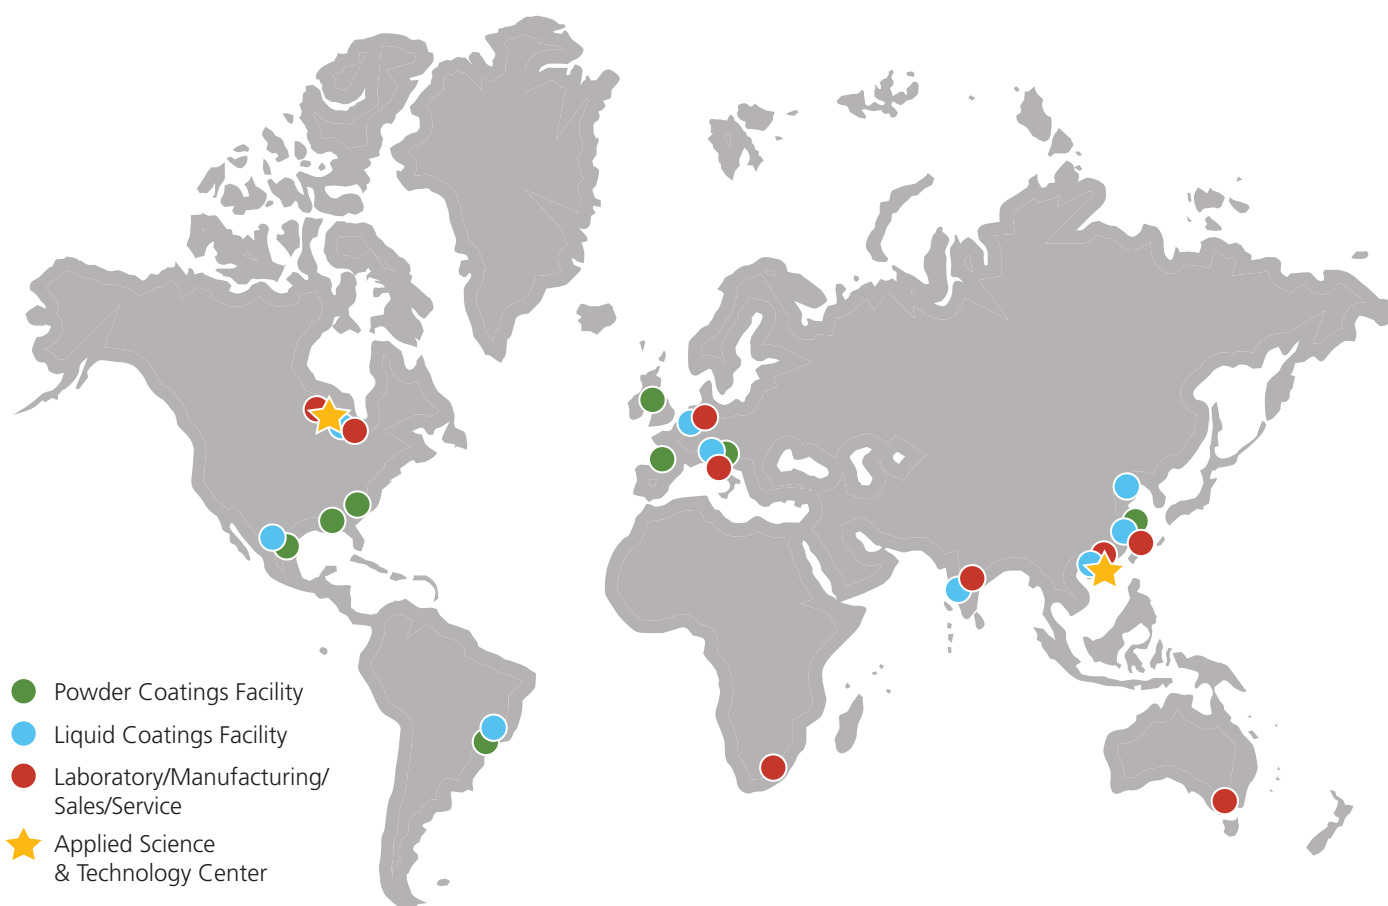 Powder Coatings Facility
Liquid Coatings Facility
Laboratory/Manufacturing/
Sales/Service
Applied Science
& Technology Center